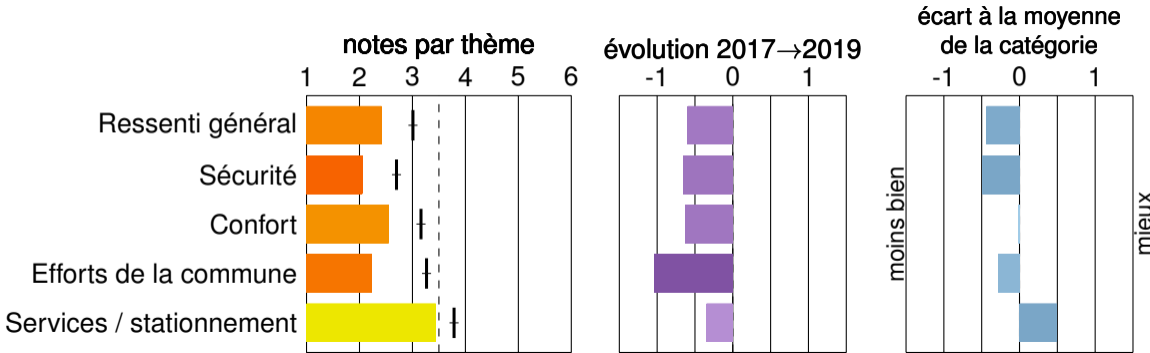 notes par thème
1 2 3 4 5 6
évolution 2017→2019
-1 0 1
écart à la moyenne
de la catégorie
-1 0 1
Ressenti général
Sécurité
Confort
Efforts de la commune
Services / stationnement
moins bien
mieux